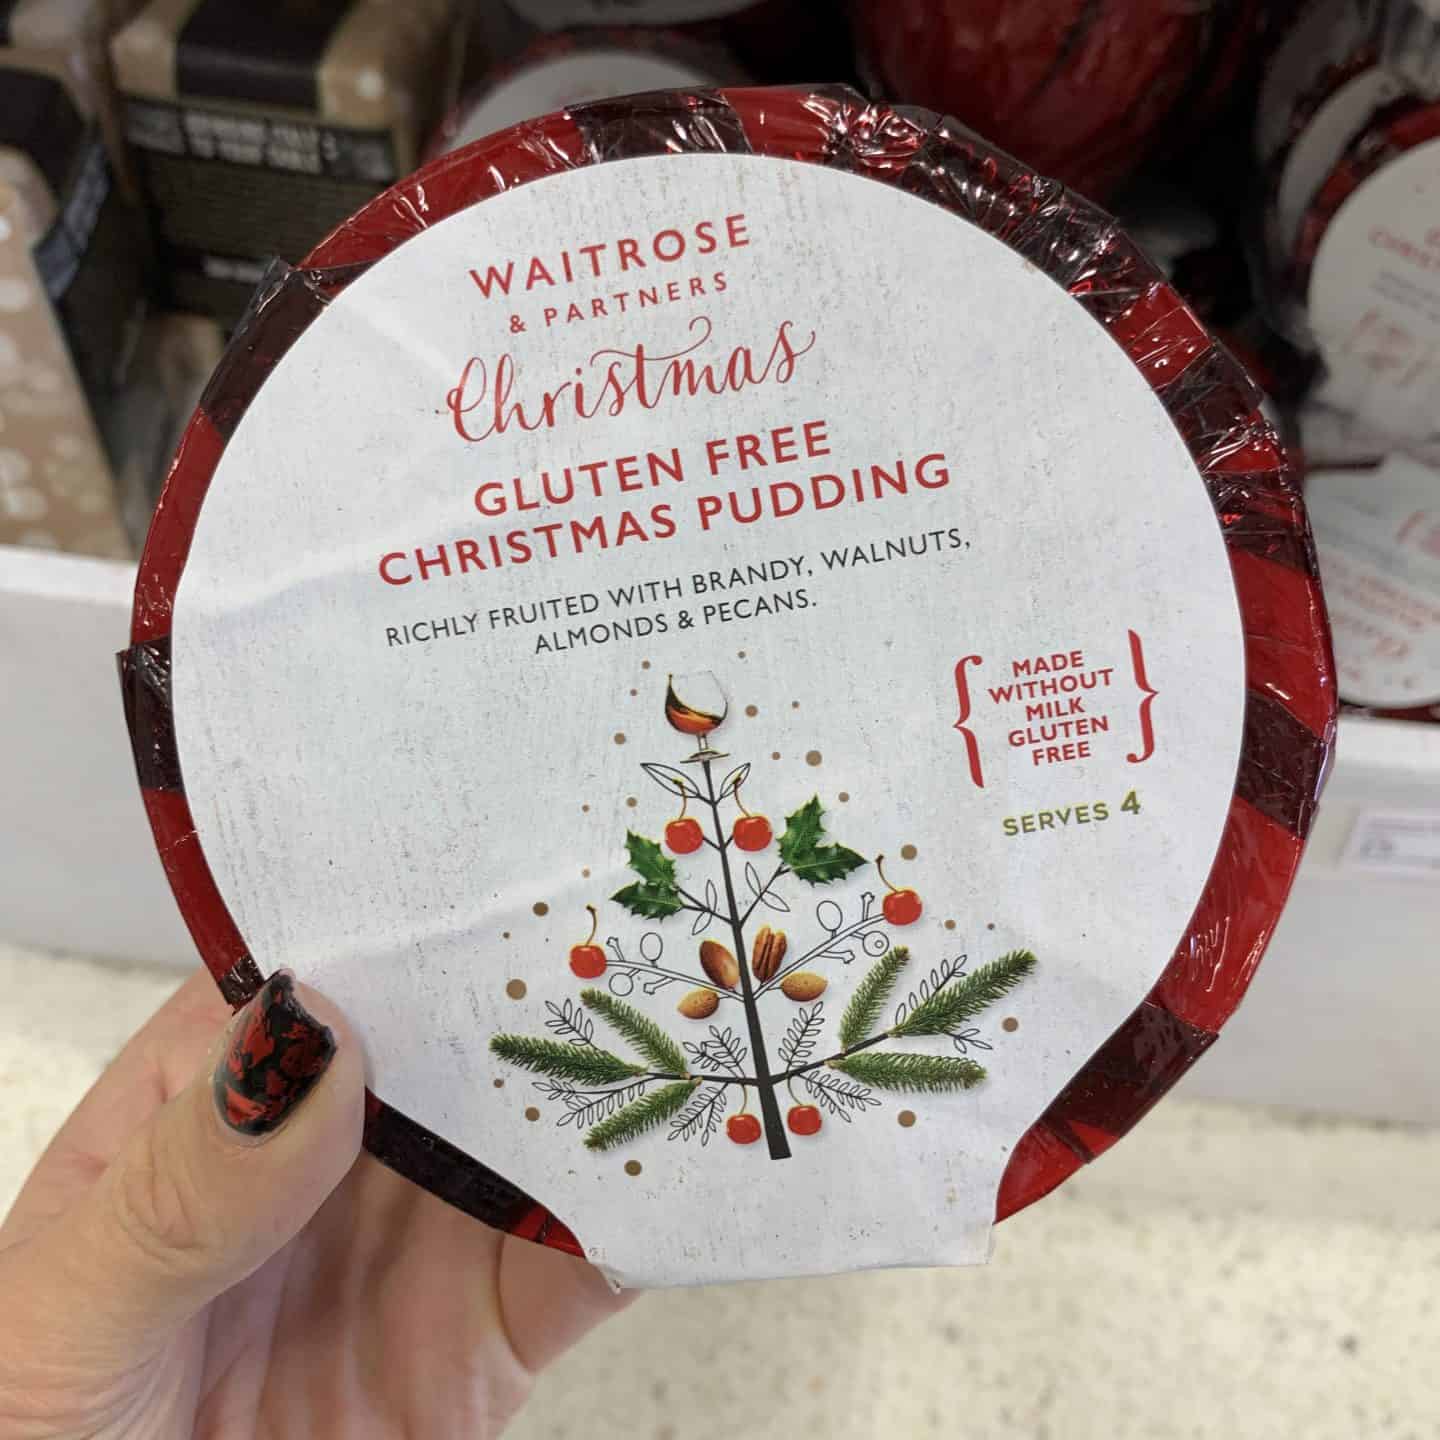 WAITROSE
& PARTNERS
Christmas
GLUTEN FREE
CHRISTMAS PUDDING
RICHLY FRUITED WITH BRANDY, WALNUTS,
ALMONDS & PECANS.
MADE
WITHOUT
MILK
GLUTEN
FREE
SERVES 4